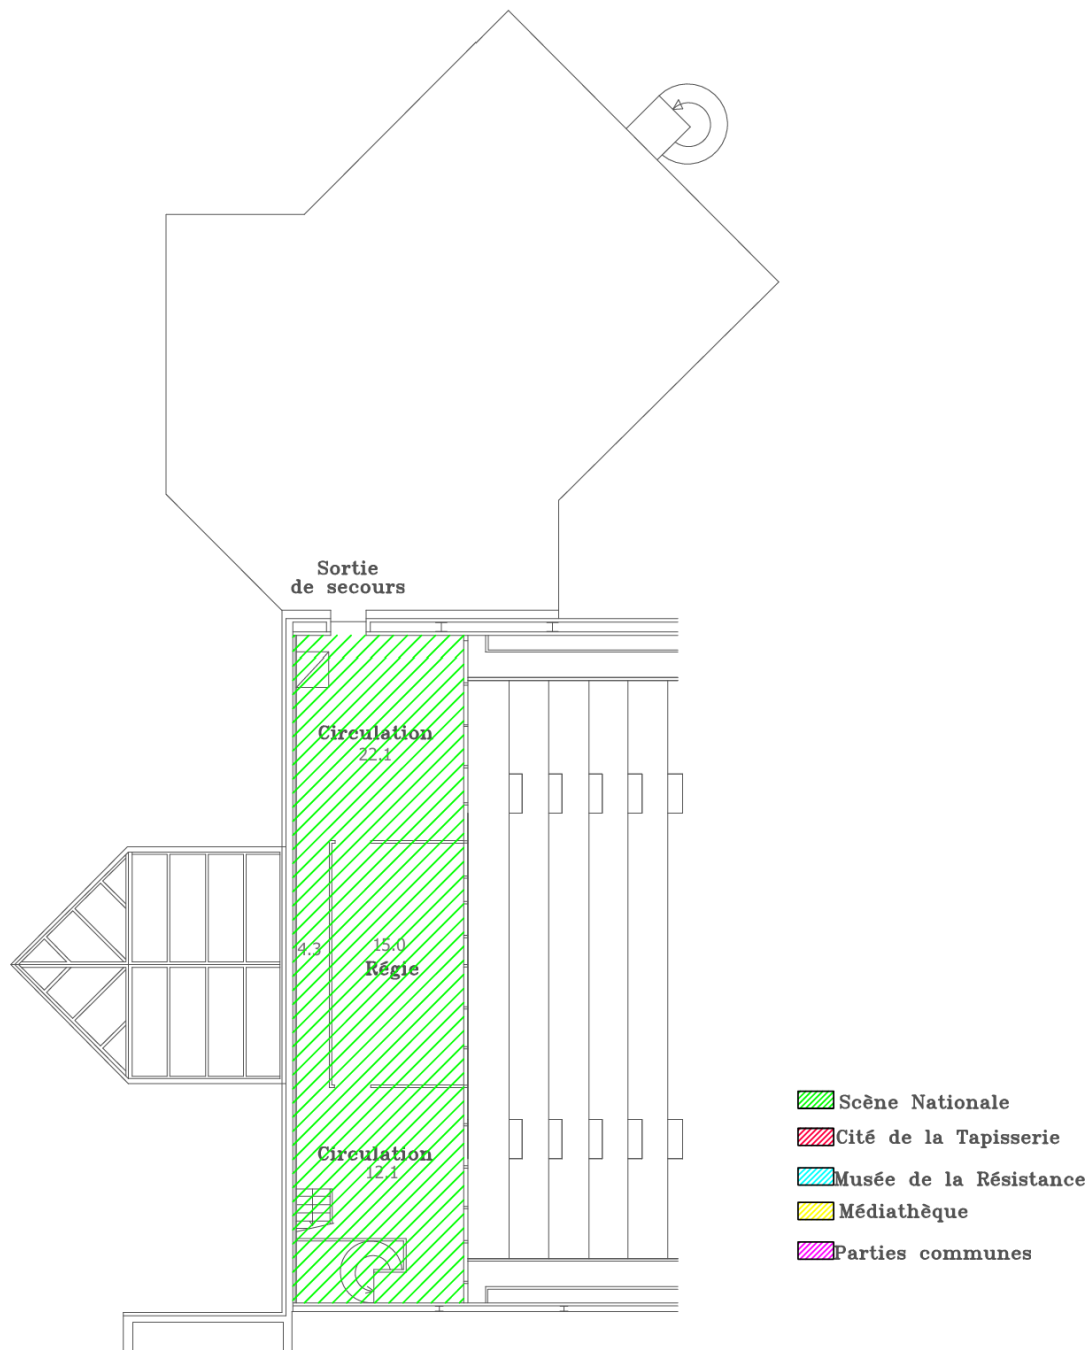 Sortie
de secours
Circulation
22.1
4.3
15.0
Régie
Circulation
12.1
Scène Nationale
Cité de la Tapisserie
Musée de la Résistance
Médiathèque
Parties communes